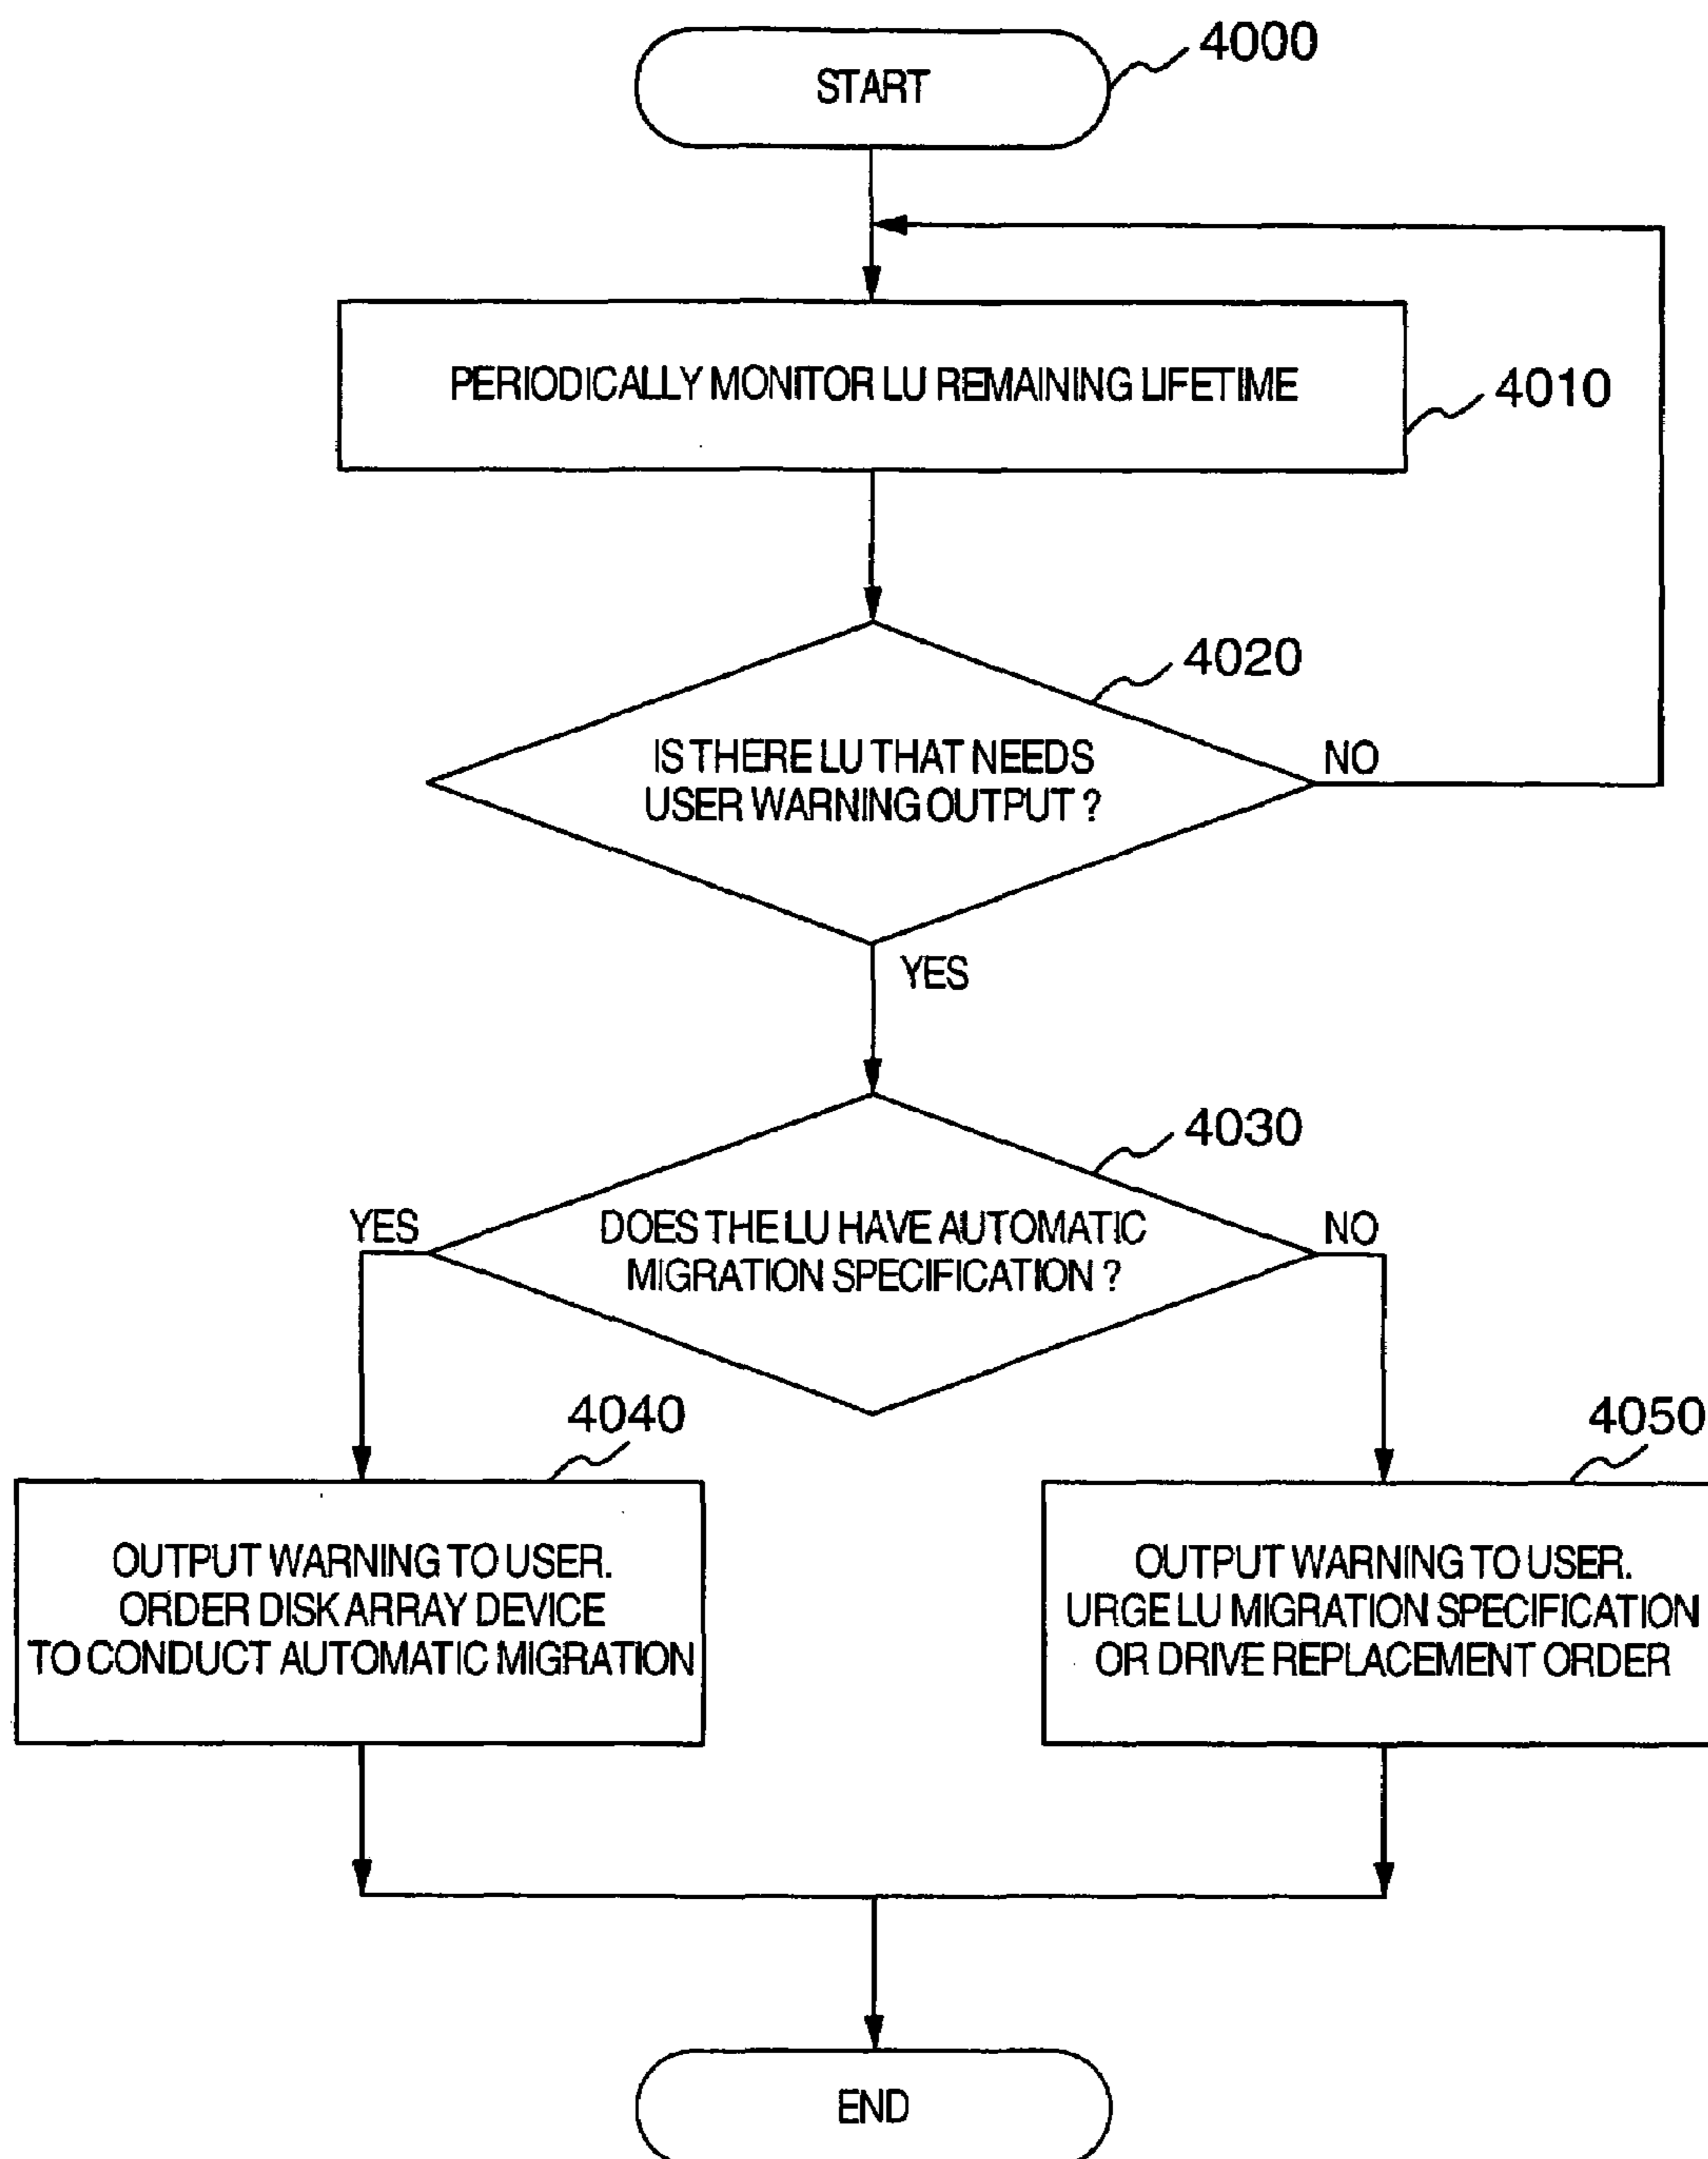 START
4000
PERIODICALLY MONITOR LU REMAINING LIFETIME
4010
4020
IS THERE LU THAT NEEDS
USER WARNING OUTPUT ?
NO
YES
4030
DOES THE LU HAVE AUTOMATIC
MIGRATION SPECIFICATION ?
YES
NO
4040
OUTPUT WARNING TO USER.
ORDER DISK ARRAY DEVICE
TO CONDUCT AUTOMATIC MIGRATION
4050
OUTPUT WARNING TO USER.
URGE LU MIGRATION SPECIFICATION
OR DRIVE REPLACEMENT ORDER
END